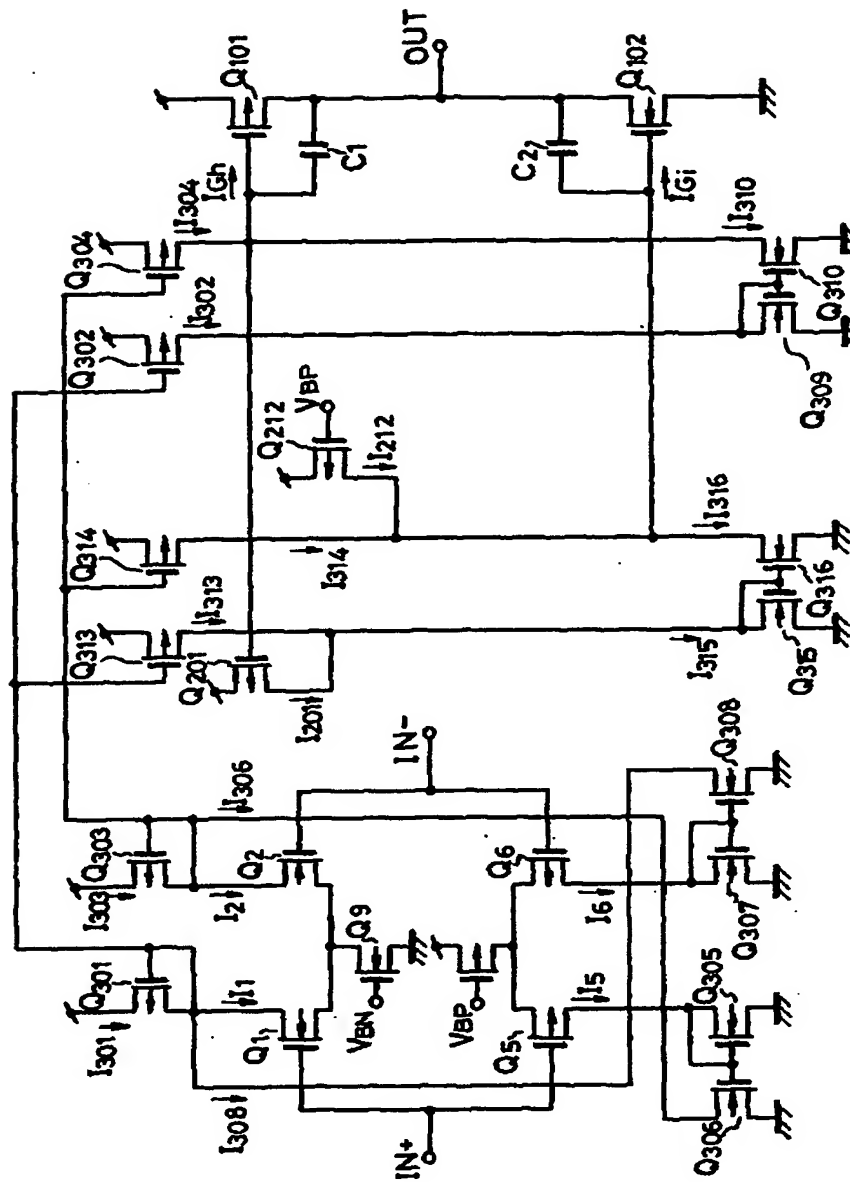 OUT
Q101
C1
C2
Q102
IGh
IGi
I304
I310
Q304
Q302
I302
Q310
Q309
Q212
VBP
I212
Q314
I314
I316
Q313
I313
Q201
I201
I315
Q316
Q315
IN-
I306
Q303
I303
Q2
I2
Q6
I6
Q308
Q307
Q9
VBN
VBP
Q301
I301
I1
Q1
Q5
I5
Q305
I308
IN+
Q306